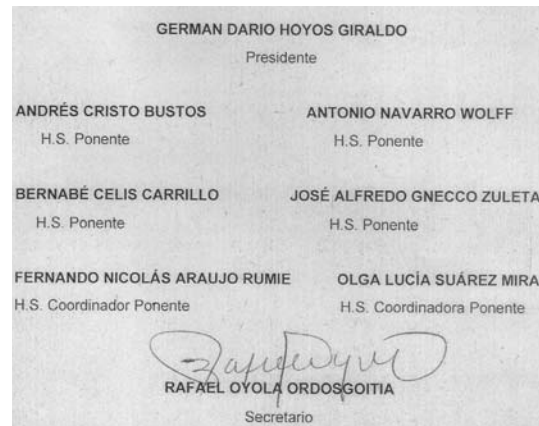 GERMAN DARIO HOYOS GIRALDO
Presidente
ANDRÉS CRISTO BUSTOS ANTONIO NAVARRO WOLFF
H.S. Ponente H.S. Ponente
BERNABÉ CELIS CARRILLO JOSÉ ALFREDO GNECCO ZULETA
H.S. Ponente H.S. Ponente
FERNANDO NICOLÁS ARAUJO RUMIE OLGA LUCÍA SUÁREZ MIRA
H.S. Coordinador Ponente H.S. Coordinadora Ponente
RAFAEL OYOLA ORDOSGOITIA
Secretario